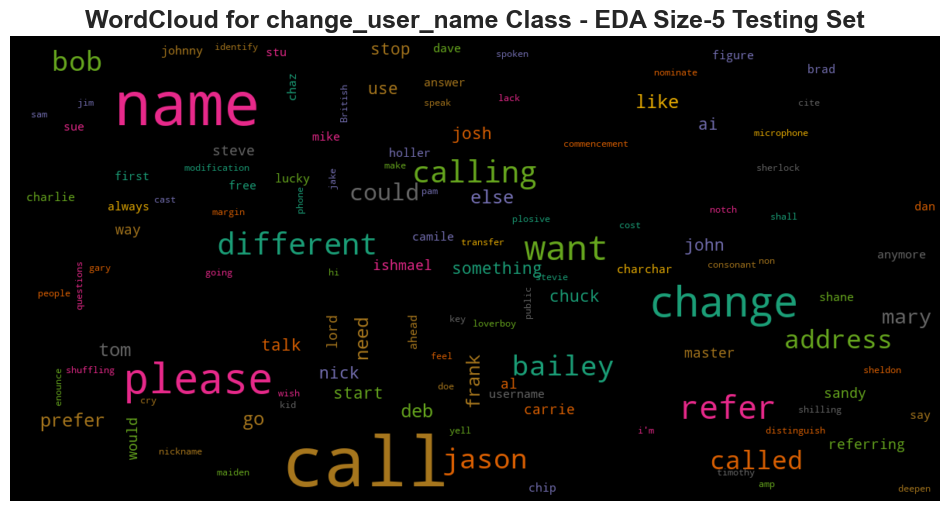 WordCloud for change_user_name Class - EDA Size-5 Testing Set
johnny identify stu stop dave spoken figure
bob chaz use answer nominate brad
jim name British speak lack like cite
sam sue mike josh ai microphone
steve holler commencement
modification make calling sherlock
first free lucky jake could pam else
charlie always cast margin phone notch shall dan
way different camile transfer plosive cost want john anymore
gary going hi ishmael something stevie charchar consonant non
people questions public chuck change shane mary
lord need ahead key loverboy address
tom talk feel master
shuffling please nick bailey sheldon
enounce wish kid start doe frank al username refer sandy
prefer cry go deb carrie shilling say
would yell i'm distinguish referring
nickname call jason called
maiden timothy amp
chip deepen